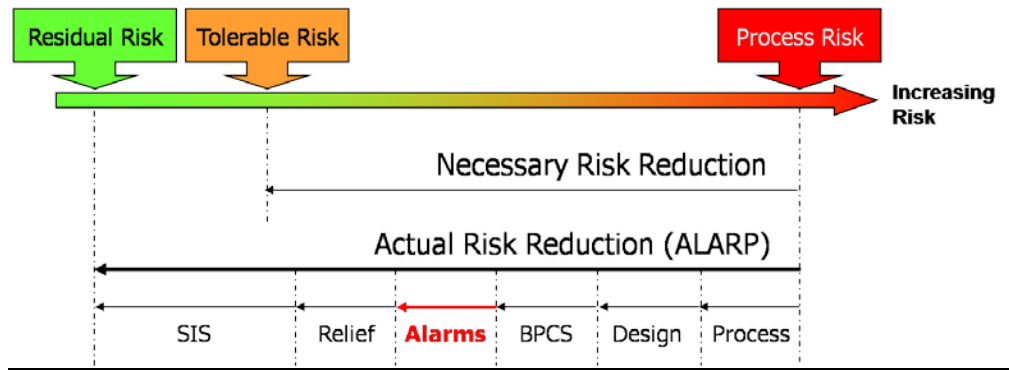 Residual Risk
Tolerable Risk
Process Risk
Increasing
Risk
Necessary Risk Reduction
Actual Risk Reduction (ALARP)
SIS
Relief
Alarms
BPCS
Design
Process